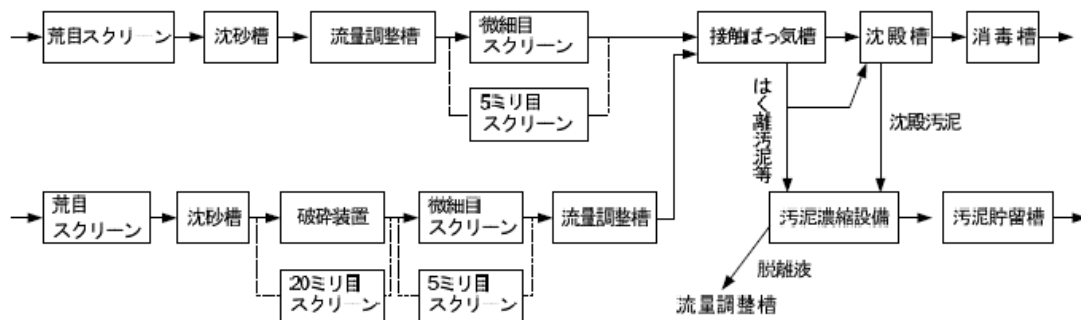 荒目スクリーン
沈砂槽
流量調整槽
微細目
スクリーン
5ミリ目
スクリーン
接触ばっ気槽
沈殿槽
消毒槽
はく離汚泥等
沈殿汚泥
荒目
スクリーン
沈砂槽
破砕装置
20ミリ目
スクリーン
微細目
スクリーン
5ミリ目
スクリーン
流量調整槽
汚泥濃縮設備
汚泥貯留槽
脱離液
流量調整槽